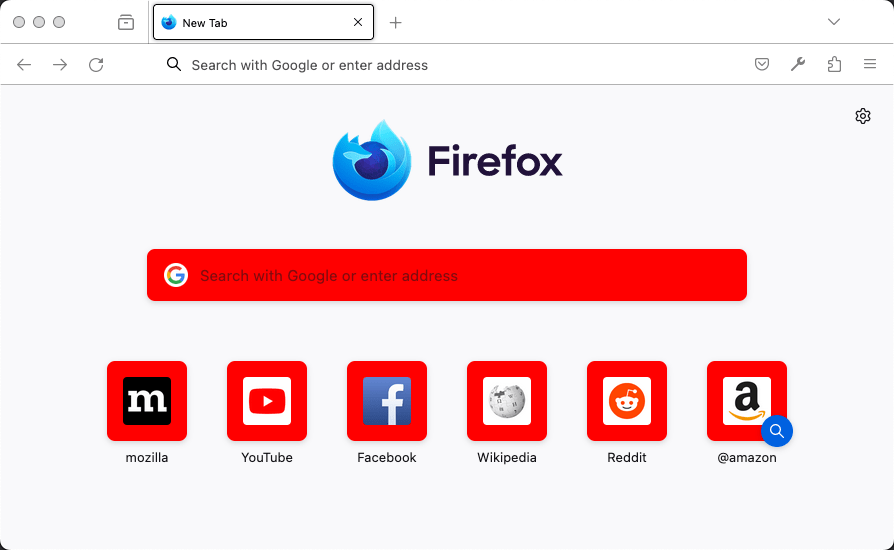 New Tab
Search with Google or enter address
Firefox
Search with Google or enter address
m
mozilla
YouTube
Facebook
Wikipedia
Reddit
@amazon